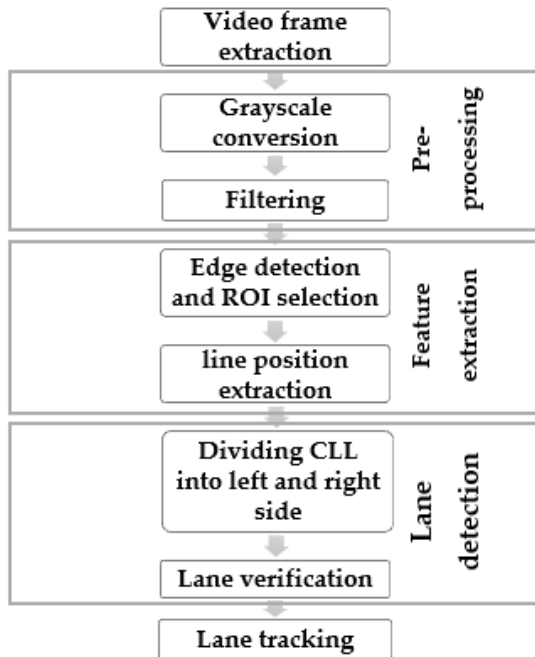 Video frame
extraction
Grayscale
conversion
Filtering
Pre-
processing
Edge detection
and ROI selection
line position
extraction
Feature
extraction
Dividing CLL
into left and right
side
Lane verification
Lane
detection
Lane tracking